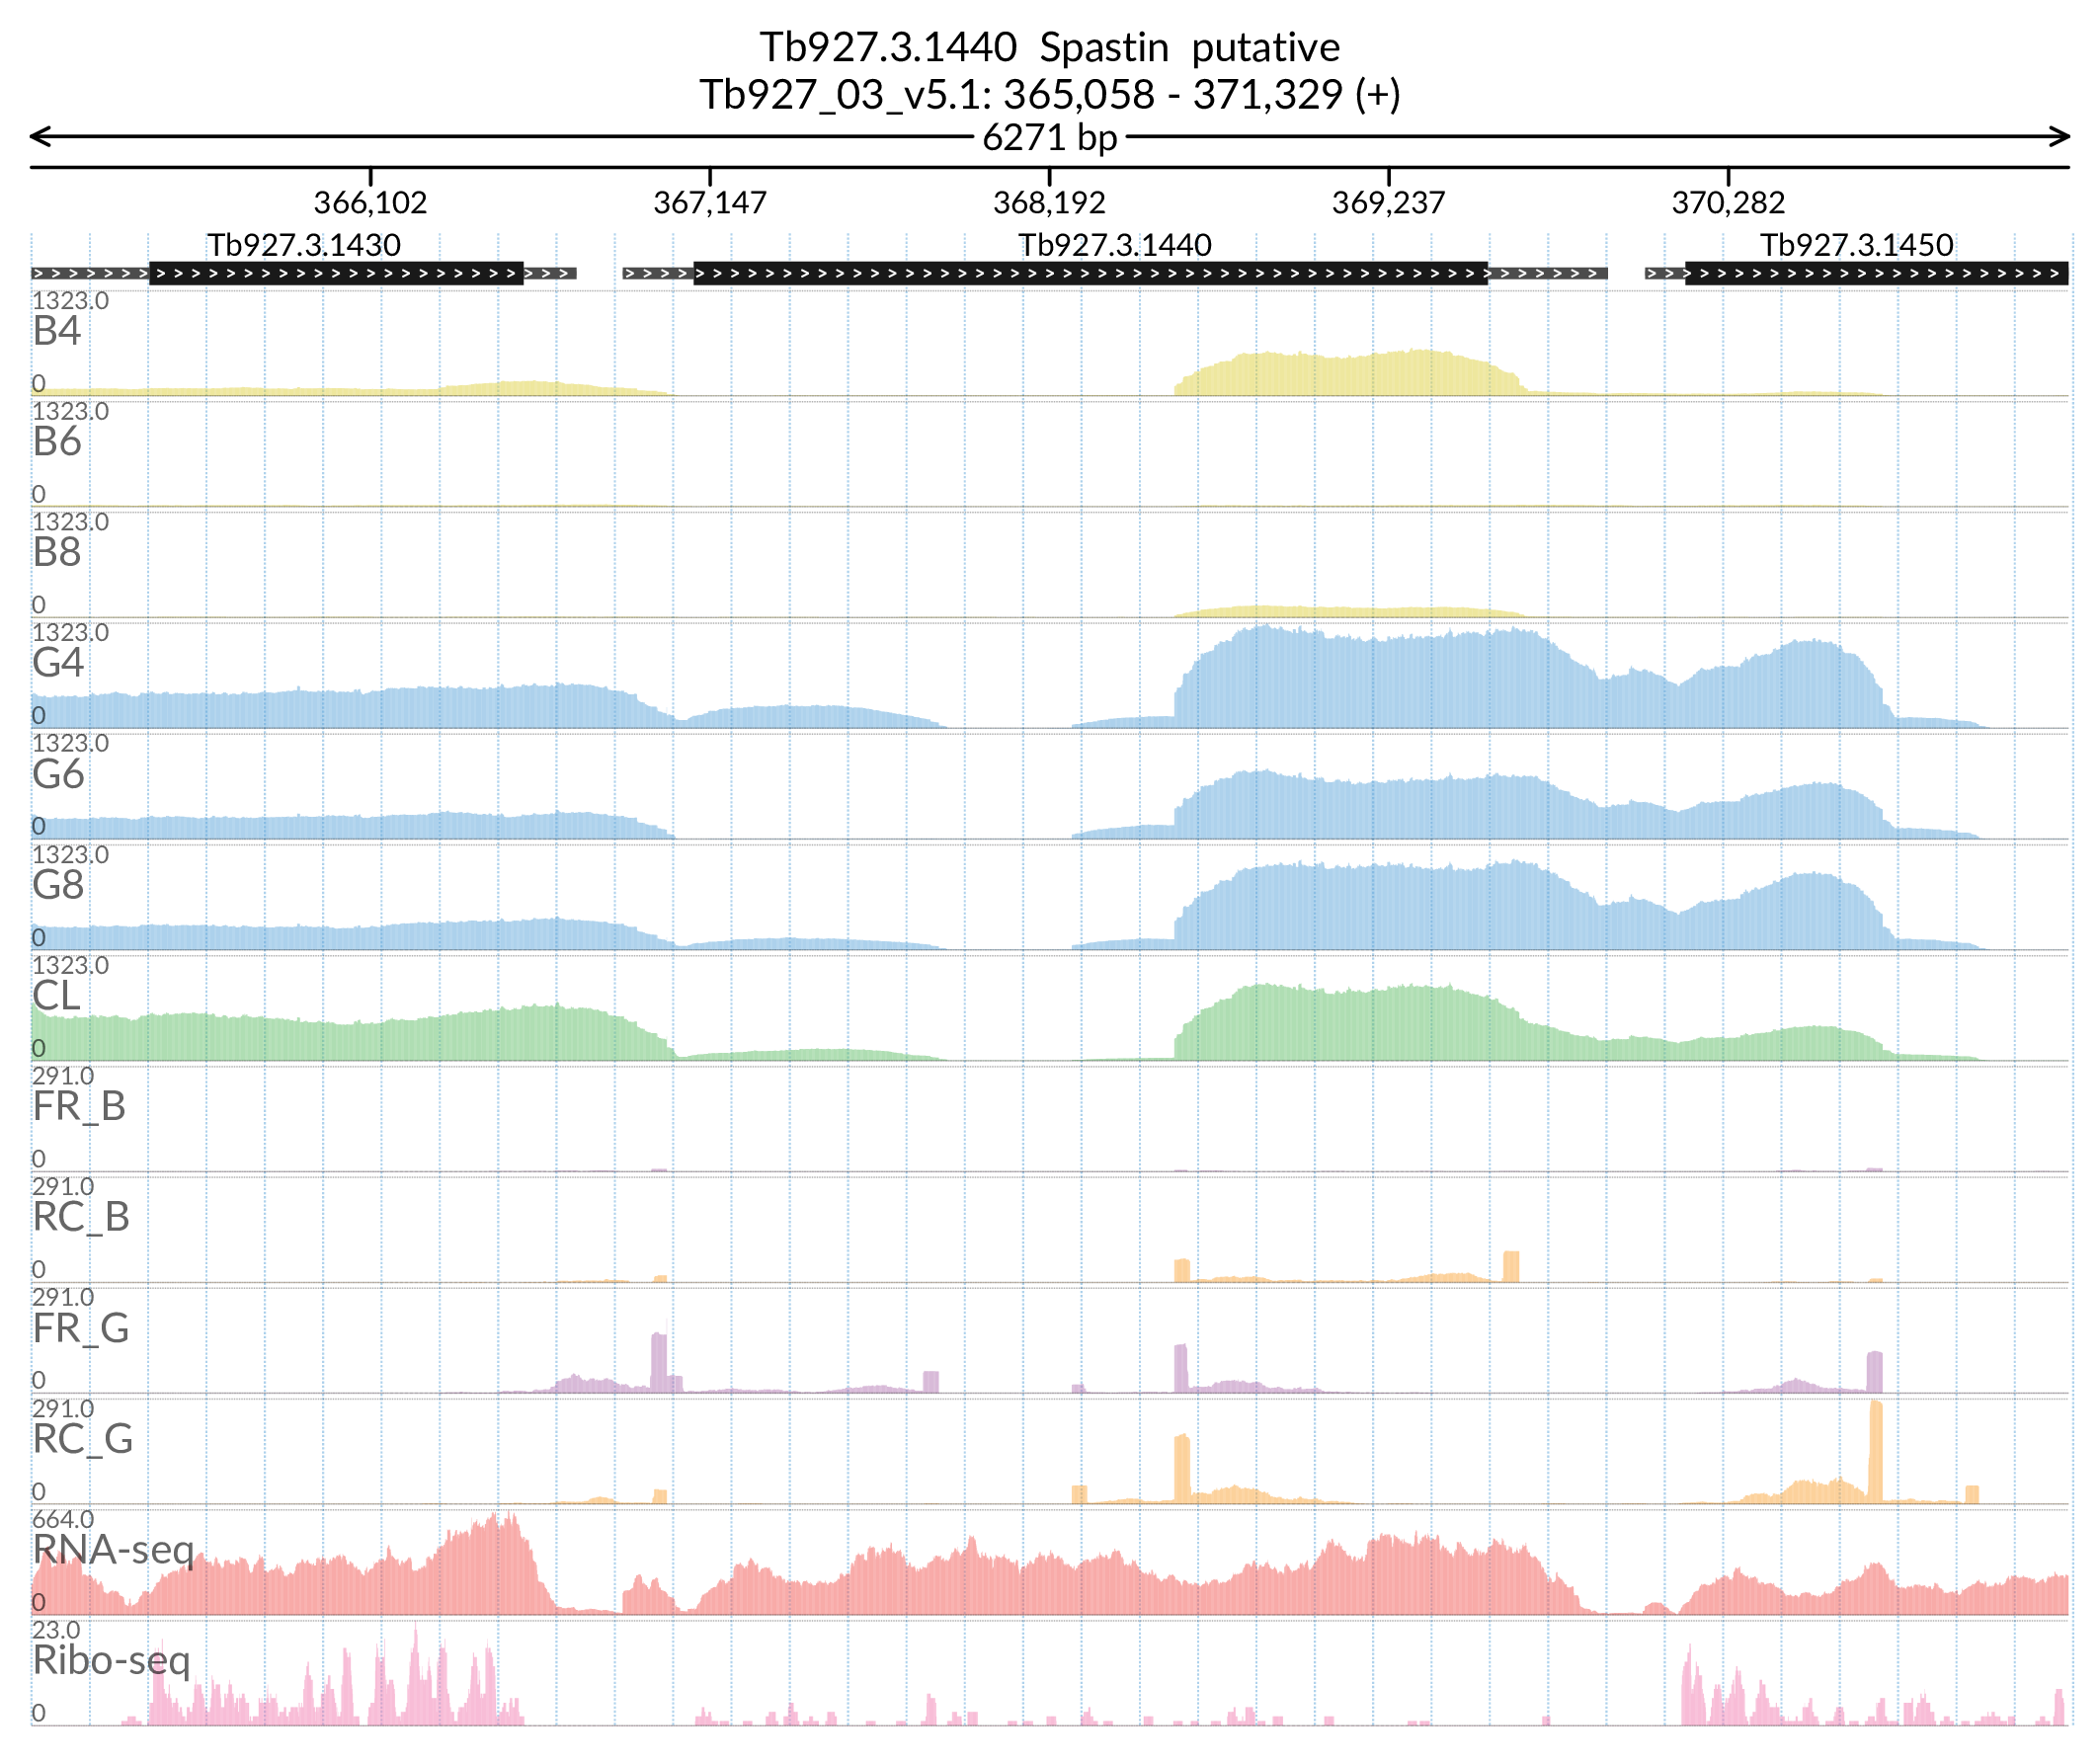 Tb927.3.1440 Spastin putative
Tb927_03_v5.1: 365,058 - 371,329 (+)
6271 bp
366,102 367,147 368,192 369,237 370,282
Tb927.3.1430 Tb927.3.1440 Tb927.3.1450
1323.0
B4
0
1323.0
B6
0
1323.0
B8
0
1323.0
G4
0
1323.0
G6
0
1323.0
G8
0
1323.0
CL
0
291.0
FR_B
0
291.0
RC_B
0
291.0
FR_G
0
291.0
RC_G
0
664.0
RNA-seq
0
23.0
Ribo-seq
0